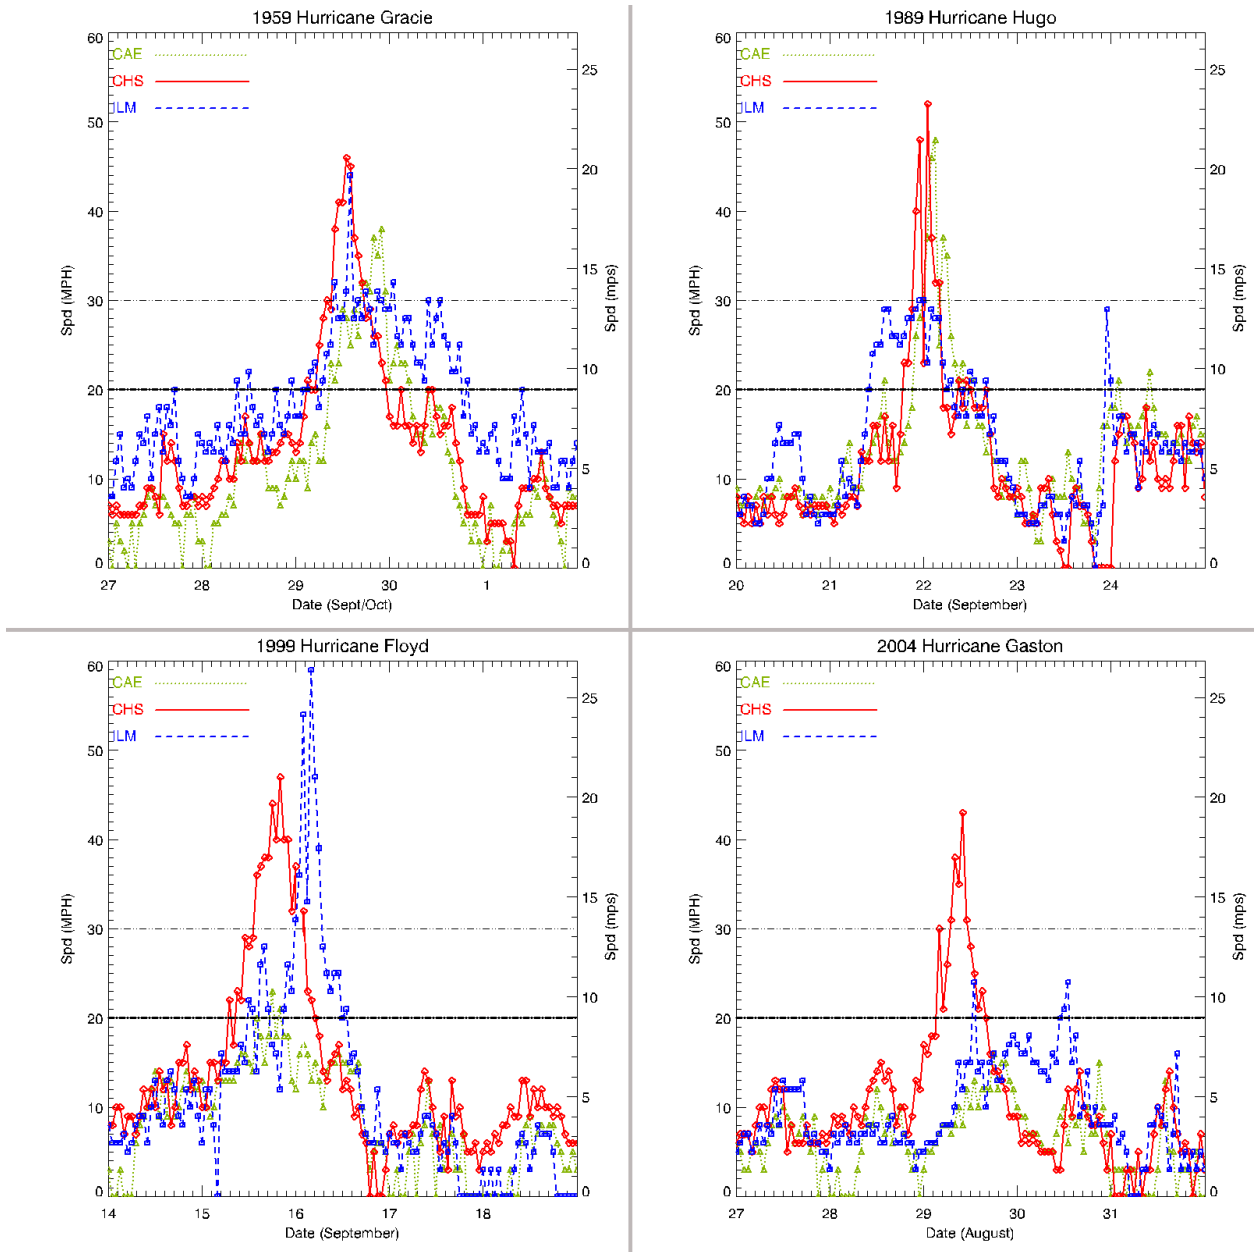 1959 Hurricane Gracie
CAE
CHS
ILM
60
50
40
30
20
10
0
Spd (MPH)
25
20
15
10
5
0
Spd (mps)
27 28 29 30 1
Date (Sept/Oct)
1989 Hurricane Hugo
CAE
CHS
ILM
60
50
40
30
20
10
0
Spd (MPH)
25
20
15
10
5
0
Spd (mps)
20 21 22 23 24
Date (September)
1999 Hurricane Floyd
CAE
CHS
ILM
60
50
40
30
20
10
0
Spd (MPH)
25
20
15
10
5
0
Spd (mps)
14 15 16 17 18
Date (September)
2004 Hurricane Gaston
CAE
CHS
ILM
60
50
40
30
20
10
0
Spd (MPH)
25
20
15
10
5
0
Spd (mps)
27 28 29 30 31
Date (August)